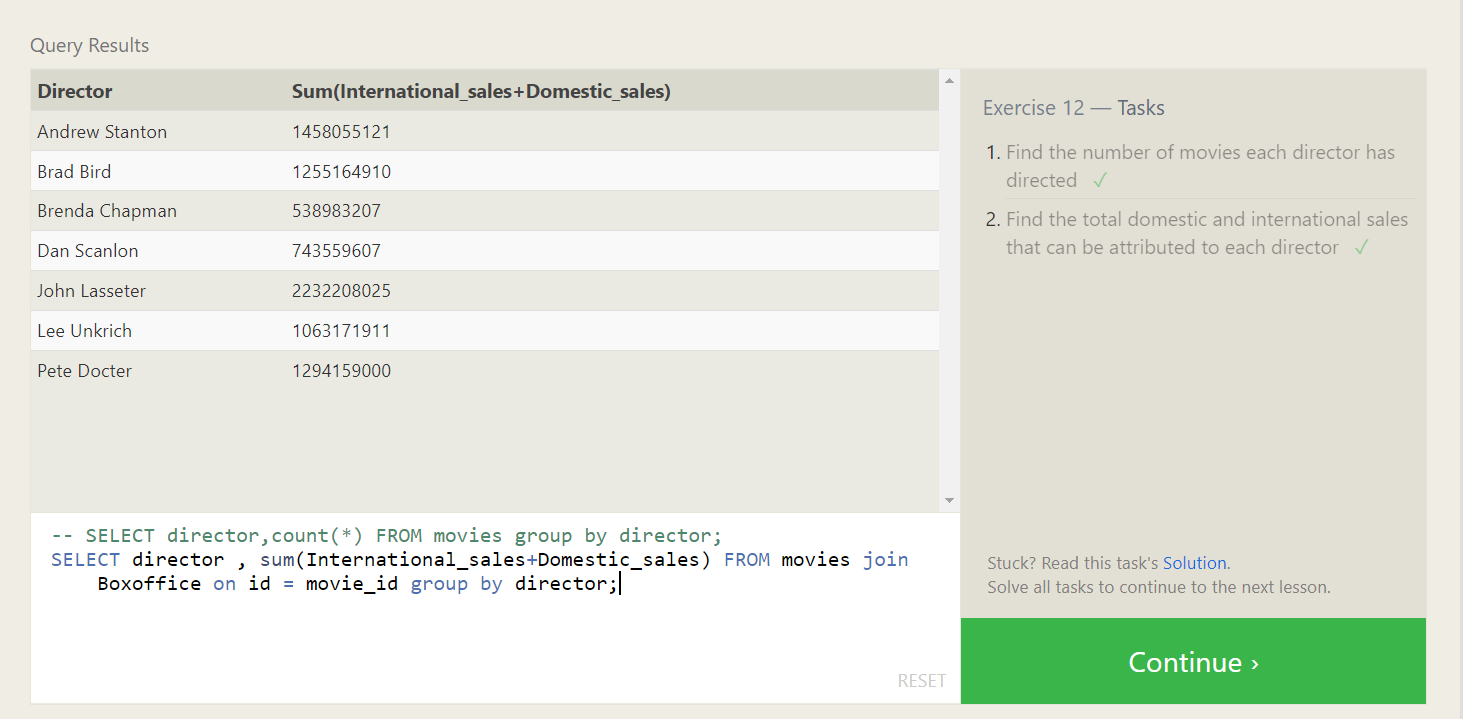 Query Results
Director Sum(International_sales+Domestic_sales)
Andrew Stanton 1458055121
Brad Bird 1255164910
Brenda Chapman 538983207
Dan Scanlon 743559607
John Lasseter 2232208025
Lee Unkrich 1063171911
Pete Docter 1294159000
-- SELECT director,count(*) FROM movies group by director;
SELECT director , sum(International_sales+Domestic_sales) FROM movies join
Boxoffice on id = movie_id group by director;
RESET
Exercise 12 — Tasks
1. Find the number of movies each director has
directed ✓
2. Find the total domestic and international sales
that can be attributed to each director ✓
Stuck? Read this task's Solution.
Solve all tasks to continue to the next lesson.
Continue ›